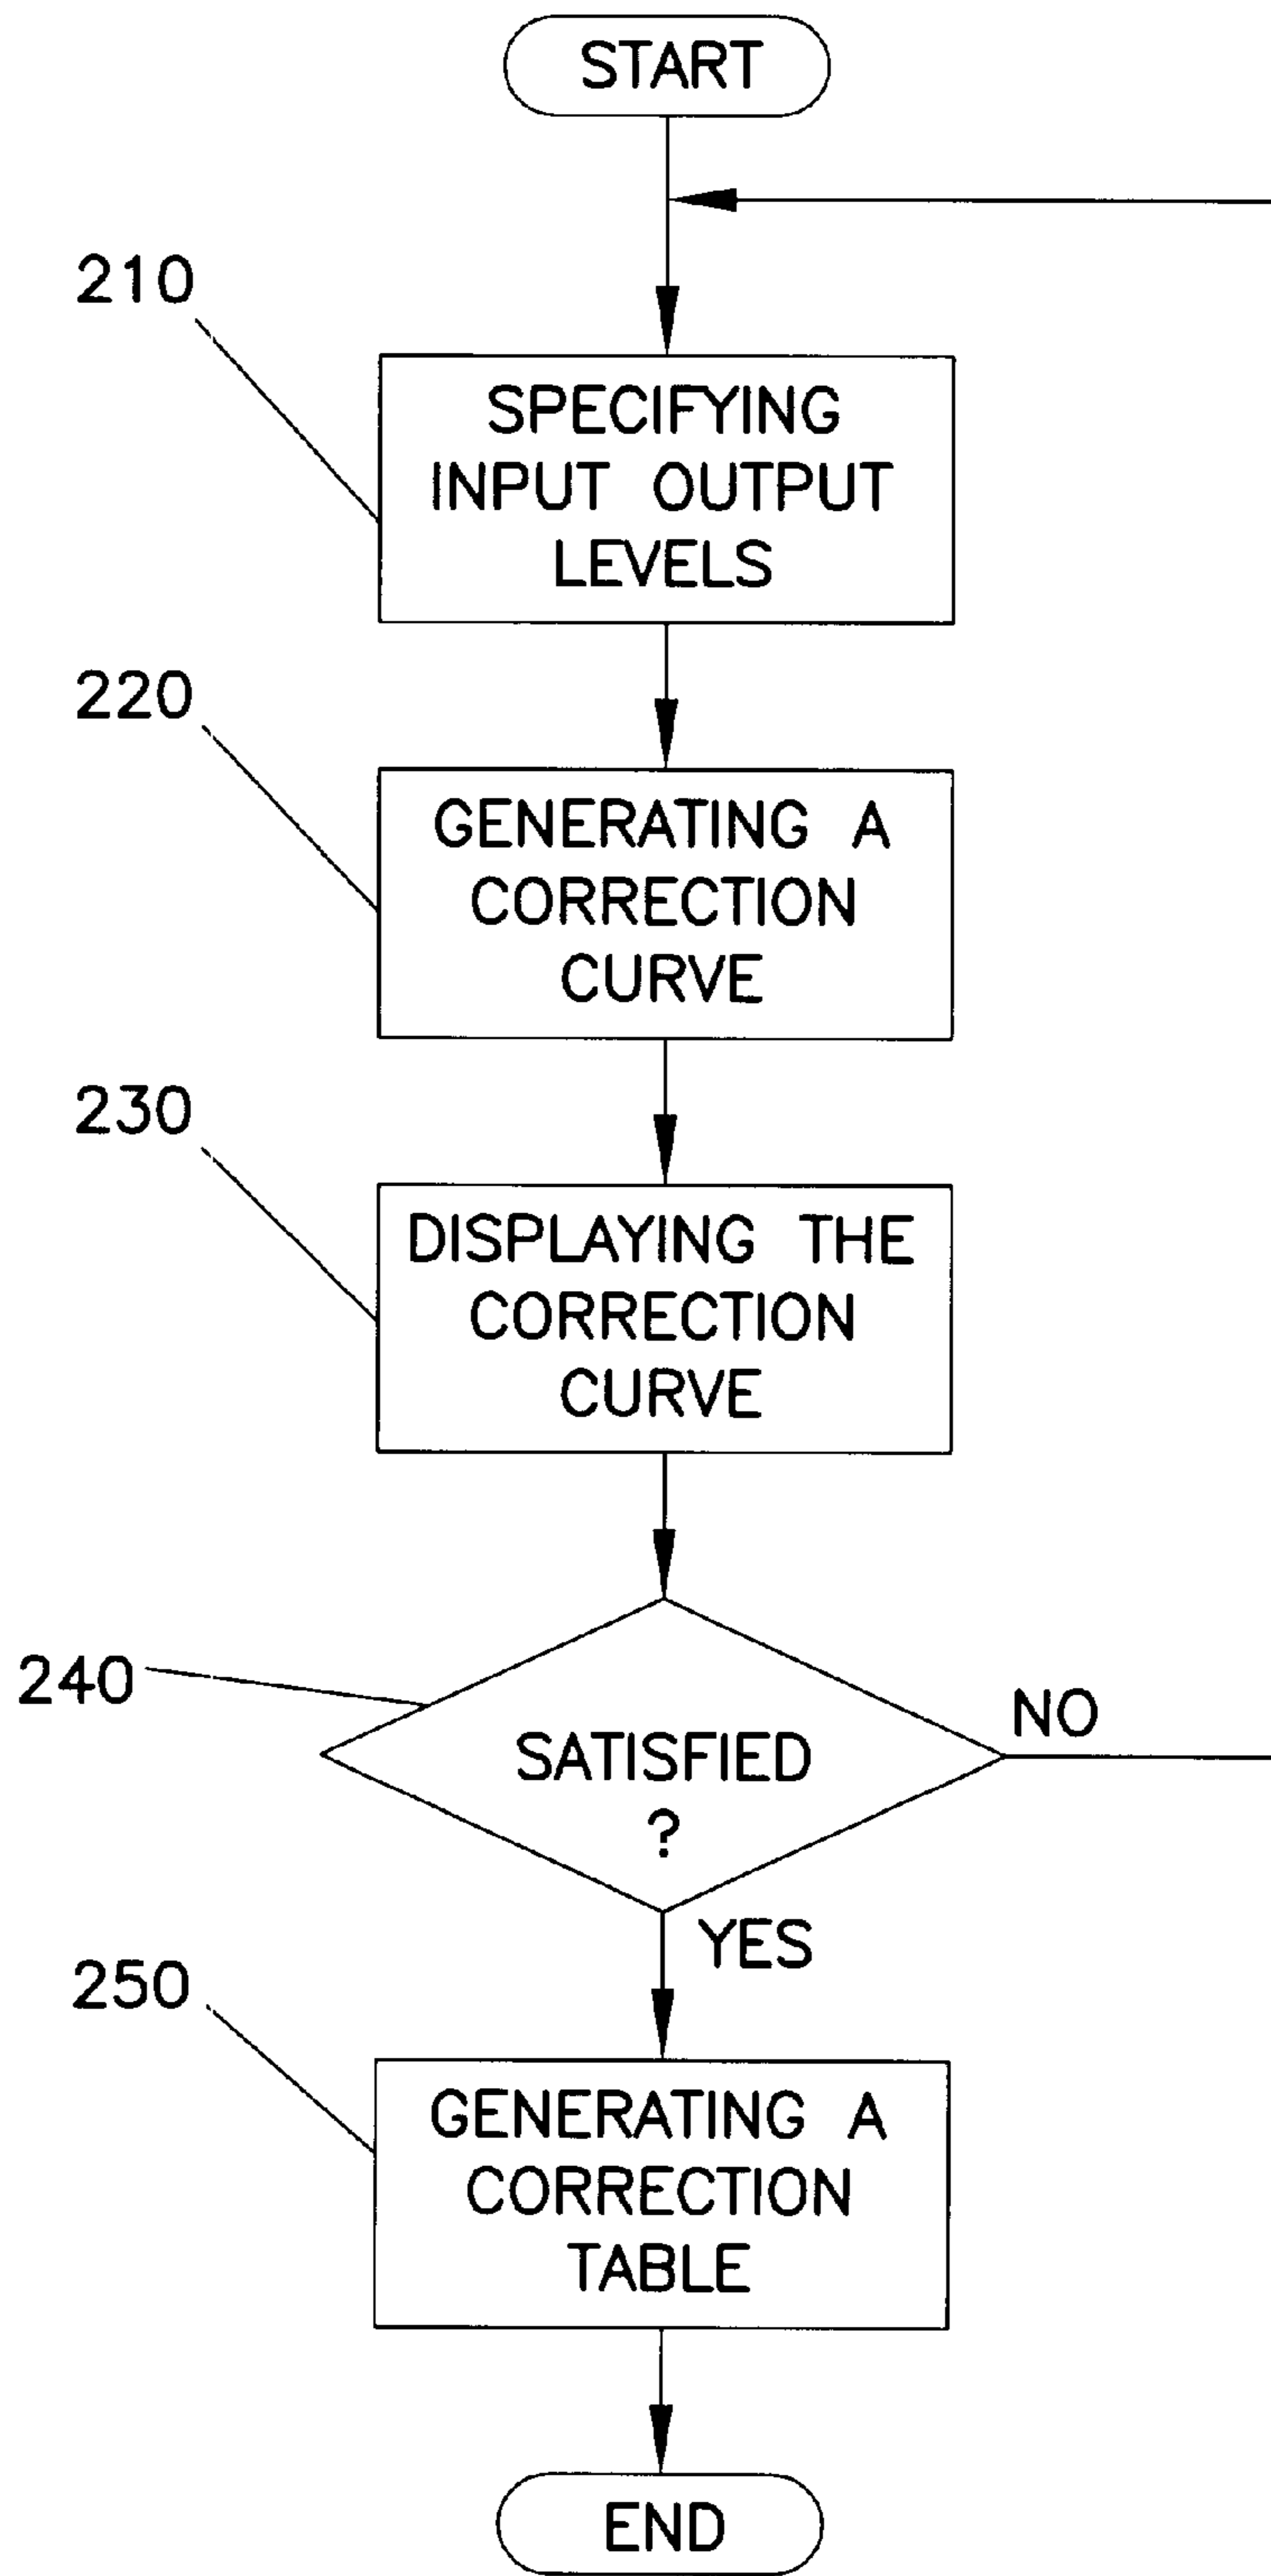 START
210
SPECIFYING
INPUT OUTPUT
LEVELS
220
GENERATING A
CORRECTION
CURVE
230
DISPLAYING THE
CORRECTION
CURVE
240
SATISFIED
?
NO
YES
250
GENERATING A
CORRECTION
TABLE
END